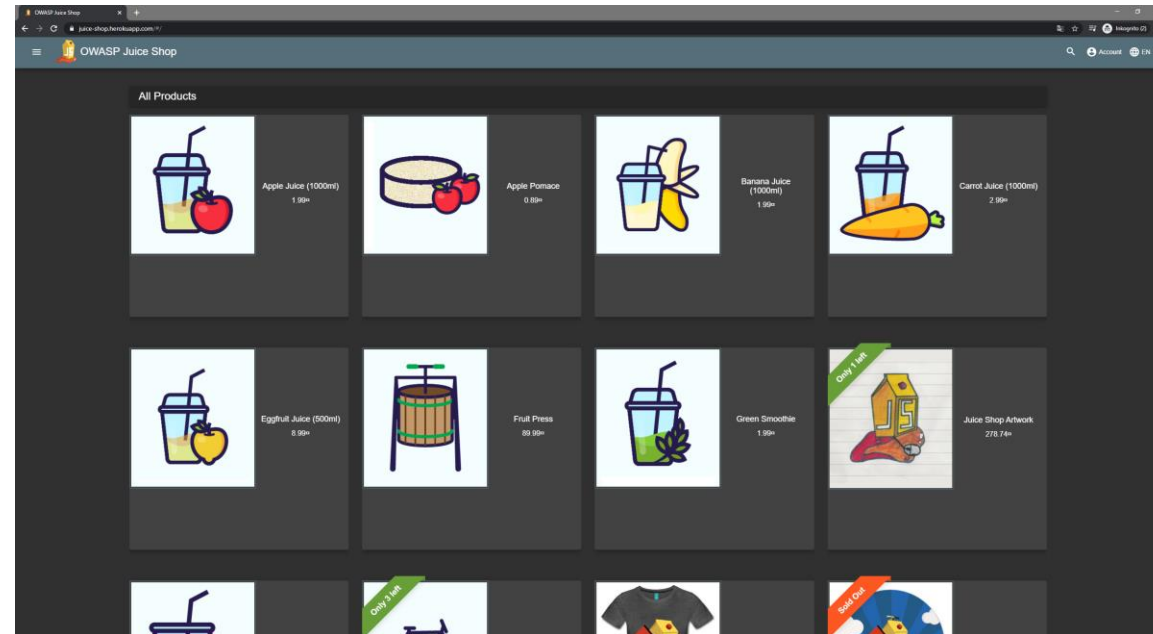 OWASP Juice Shop
juice-shop.herokuapp.com/#/
Inkognito (2)
OWASP Juice Shop
Account
EN
All Products
Apple Juice (1000ml)
1.99¤
Apple Pomace
0.89¤
Banana Juice
(1000ml)
1.99¤
Carrot Juice (1000ml)
2.99¤
Eggfruit Juice (500ml)
8.99¤
Fruit Press
89.99¤
Green Smoothie
1.99¤
Only 1 left
JS
Juice Shop Artwork
278.74¤
Only 3 left
Sold Out